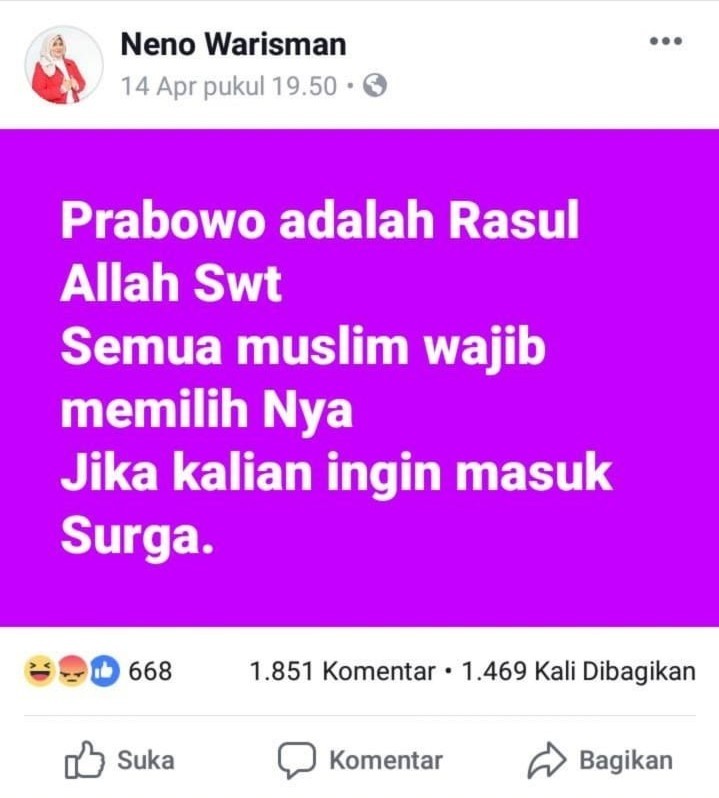 Neno Warisman
14 Apr pukul 19.50
Prabowo adalah Rasul
Allah Swt
Semua muslim wajib
memilih Nya
Jika kalian ingin masuk
Surga.
668 1.851 Komentar • 1.469 Kali Dibagikan
Suka Komentar Bagikan